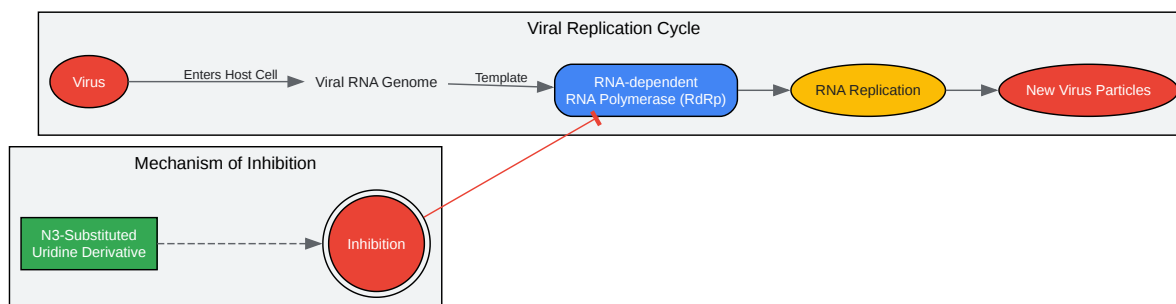 Viral Replication Cycle
Virus
Enters Host Cell
Viral RNA Genome
Template
RNA-dependent
RNA Polymerase (RdRp)
RNA Replication
New Virus Particles
Mechanism of Inhibition
N3-Substituted
Uridine Derivative
Inhibition